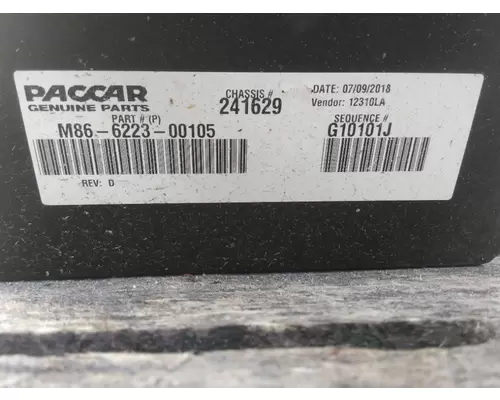 PACCAR
GENUINE PARTS
CHASSIS #
241629
DATE: 07/09/2018
Vendor: 12310LA
PART # (P)
M86-6223-00105
SEQUENCE #
G10101J
REV: D